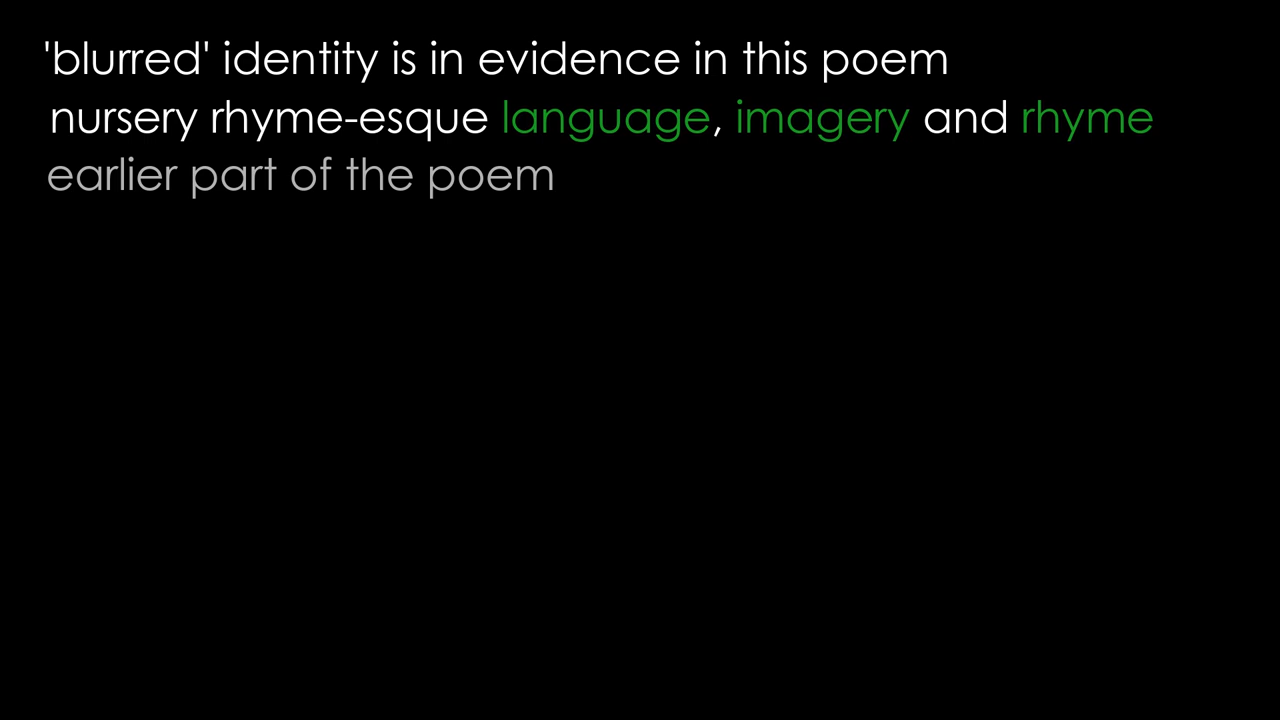 'blurred' identity is in evidence in this poem
nursery rhyme-esque language, imagery and rhyme
earlier part of the poem